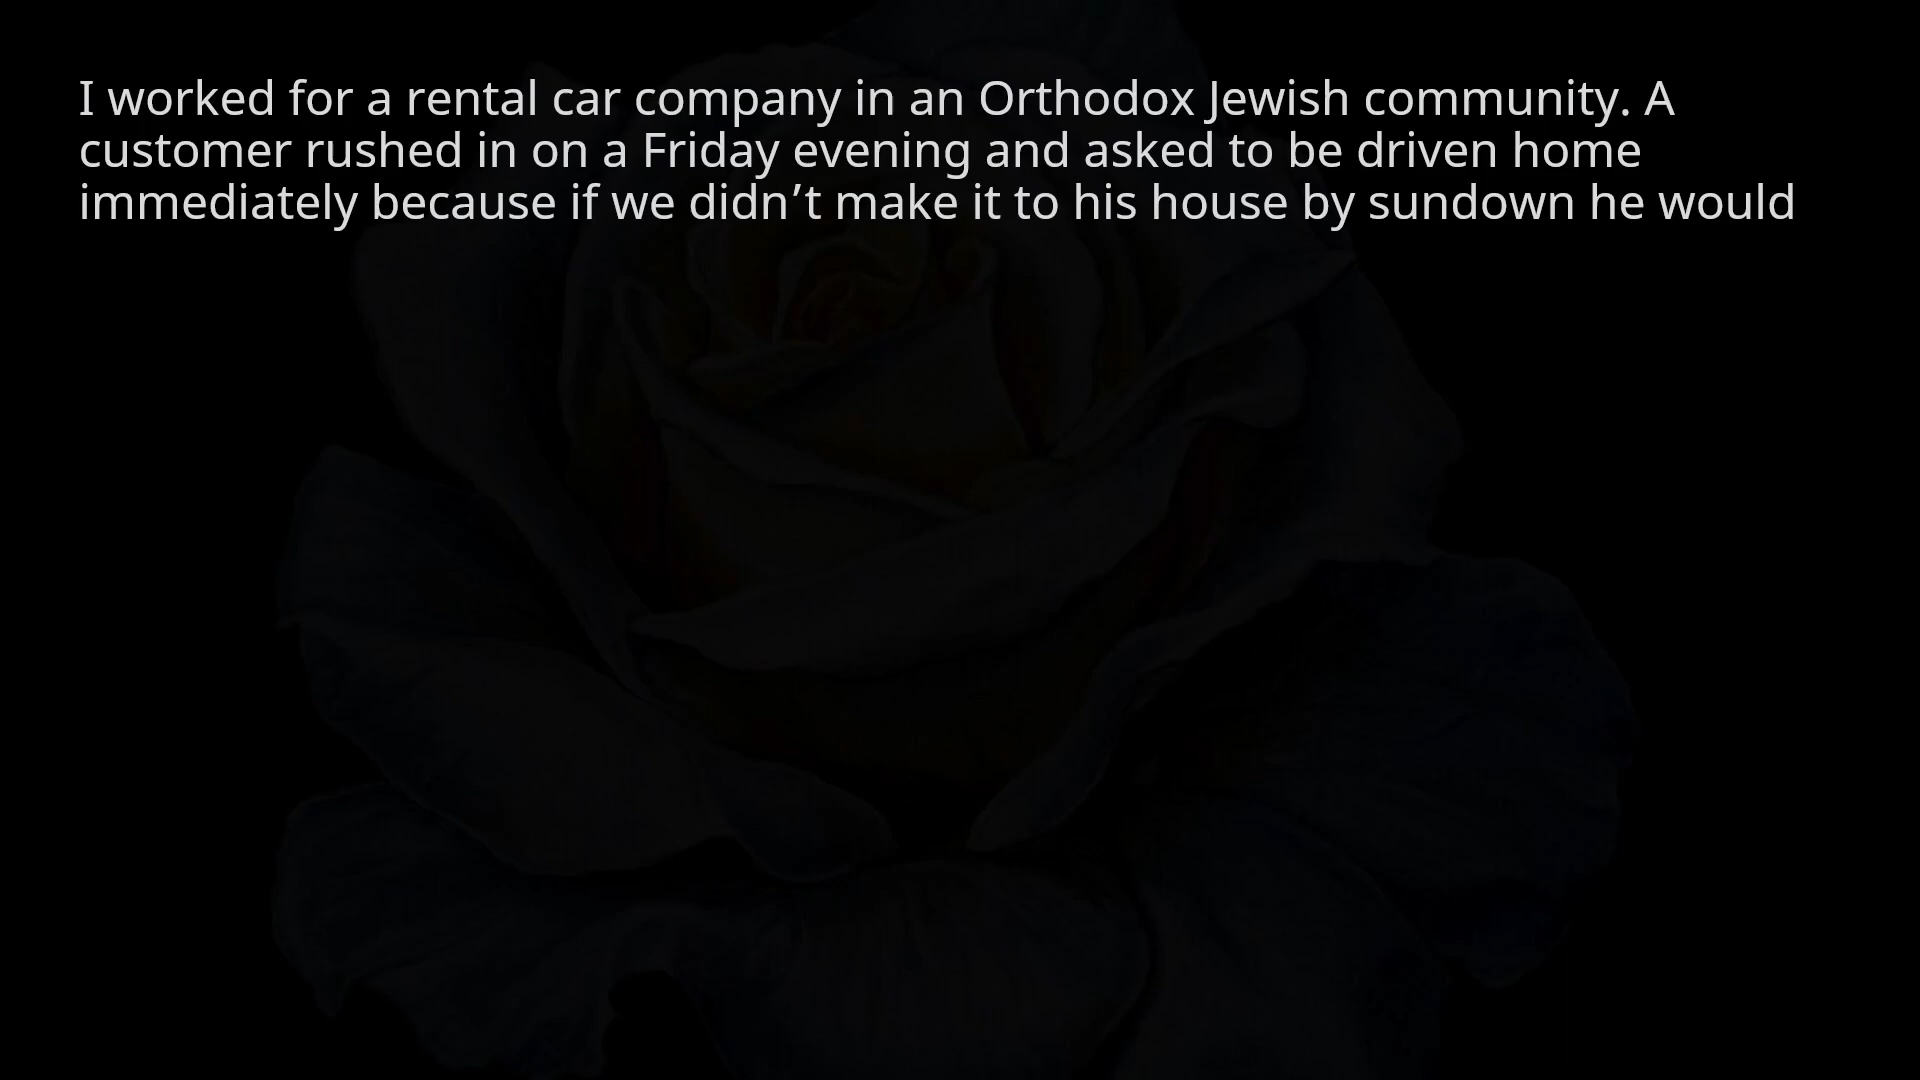 I worked for a rental car company in an Orthodox Jewish community. A
customer rushed in on a Friday evening and asked to be driven home
immediately because if we didn’t make it to his house by sundown he would